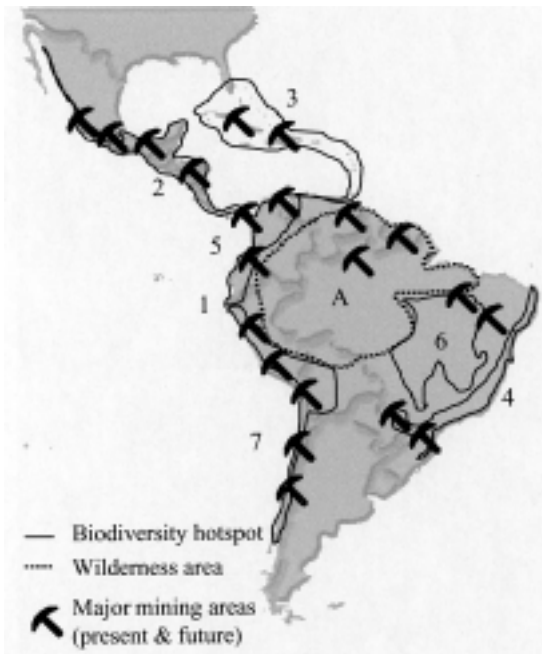 3
2
5
1
A
6
4
7
Biodiversity hotspot
Wilderness area
Major mining areas
(present & future)